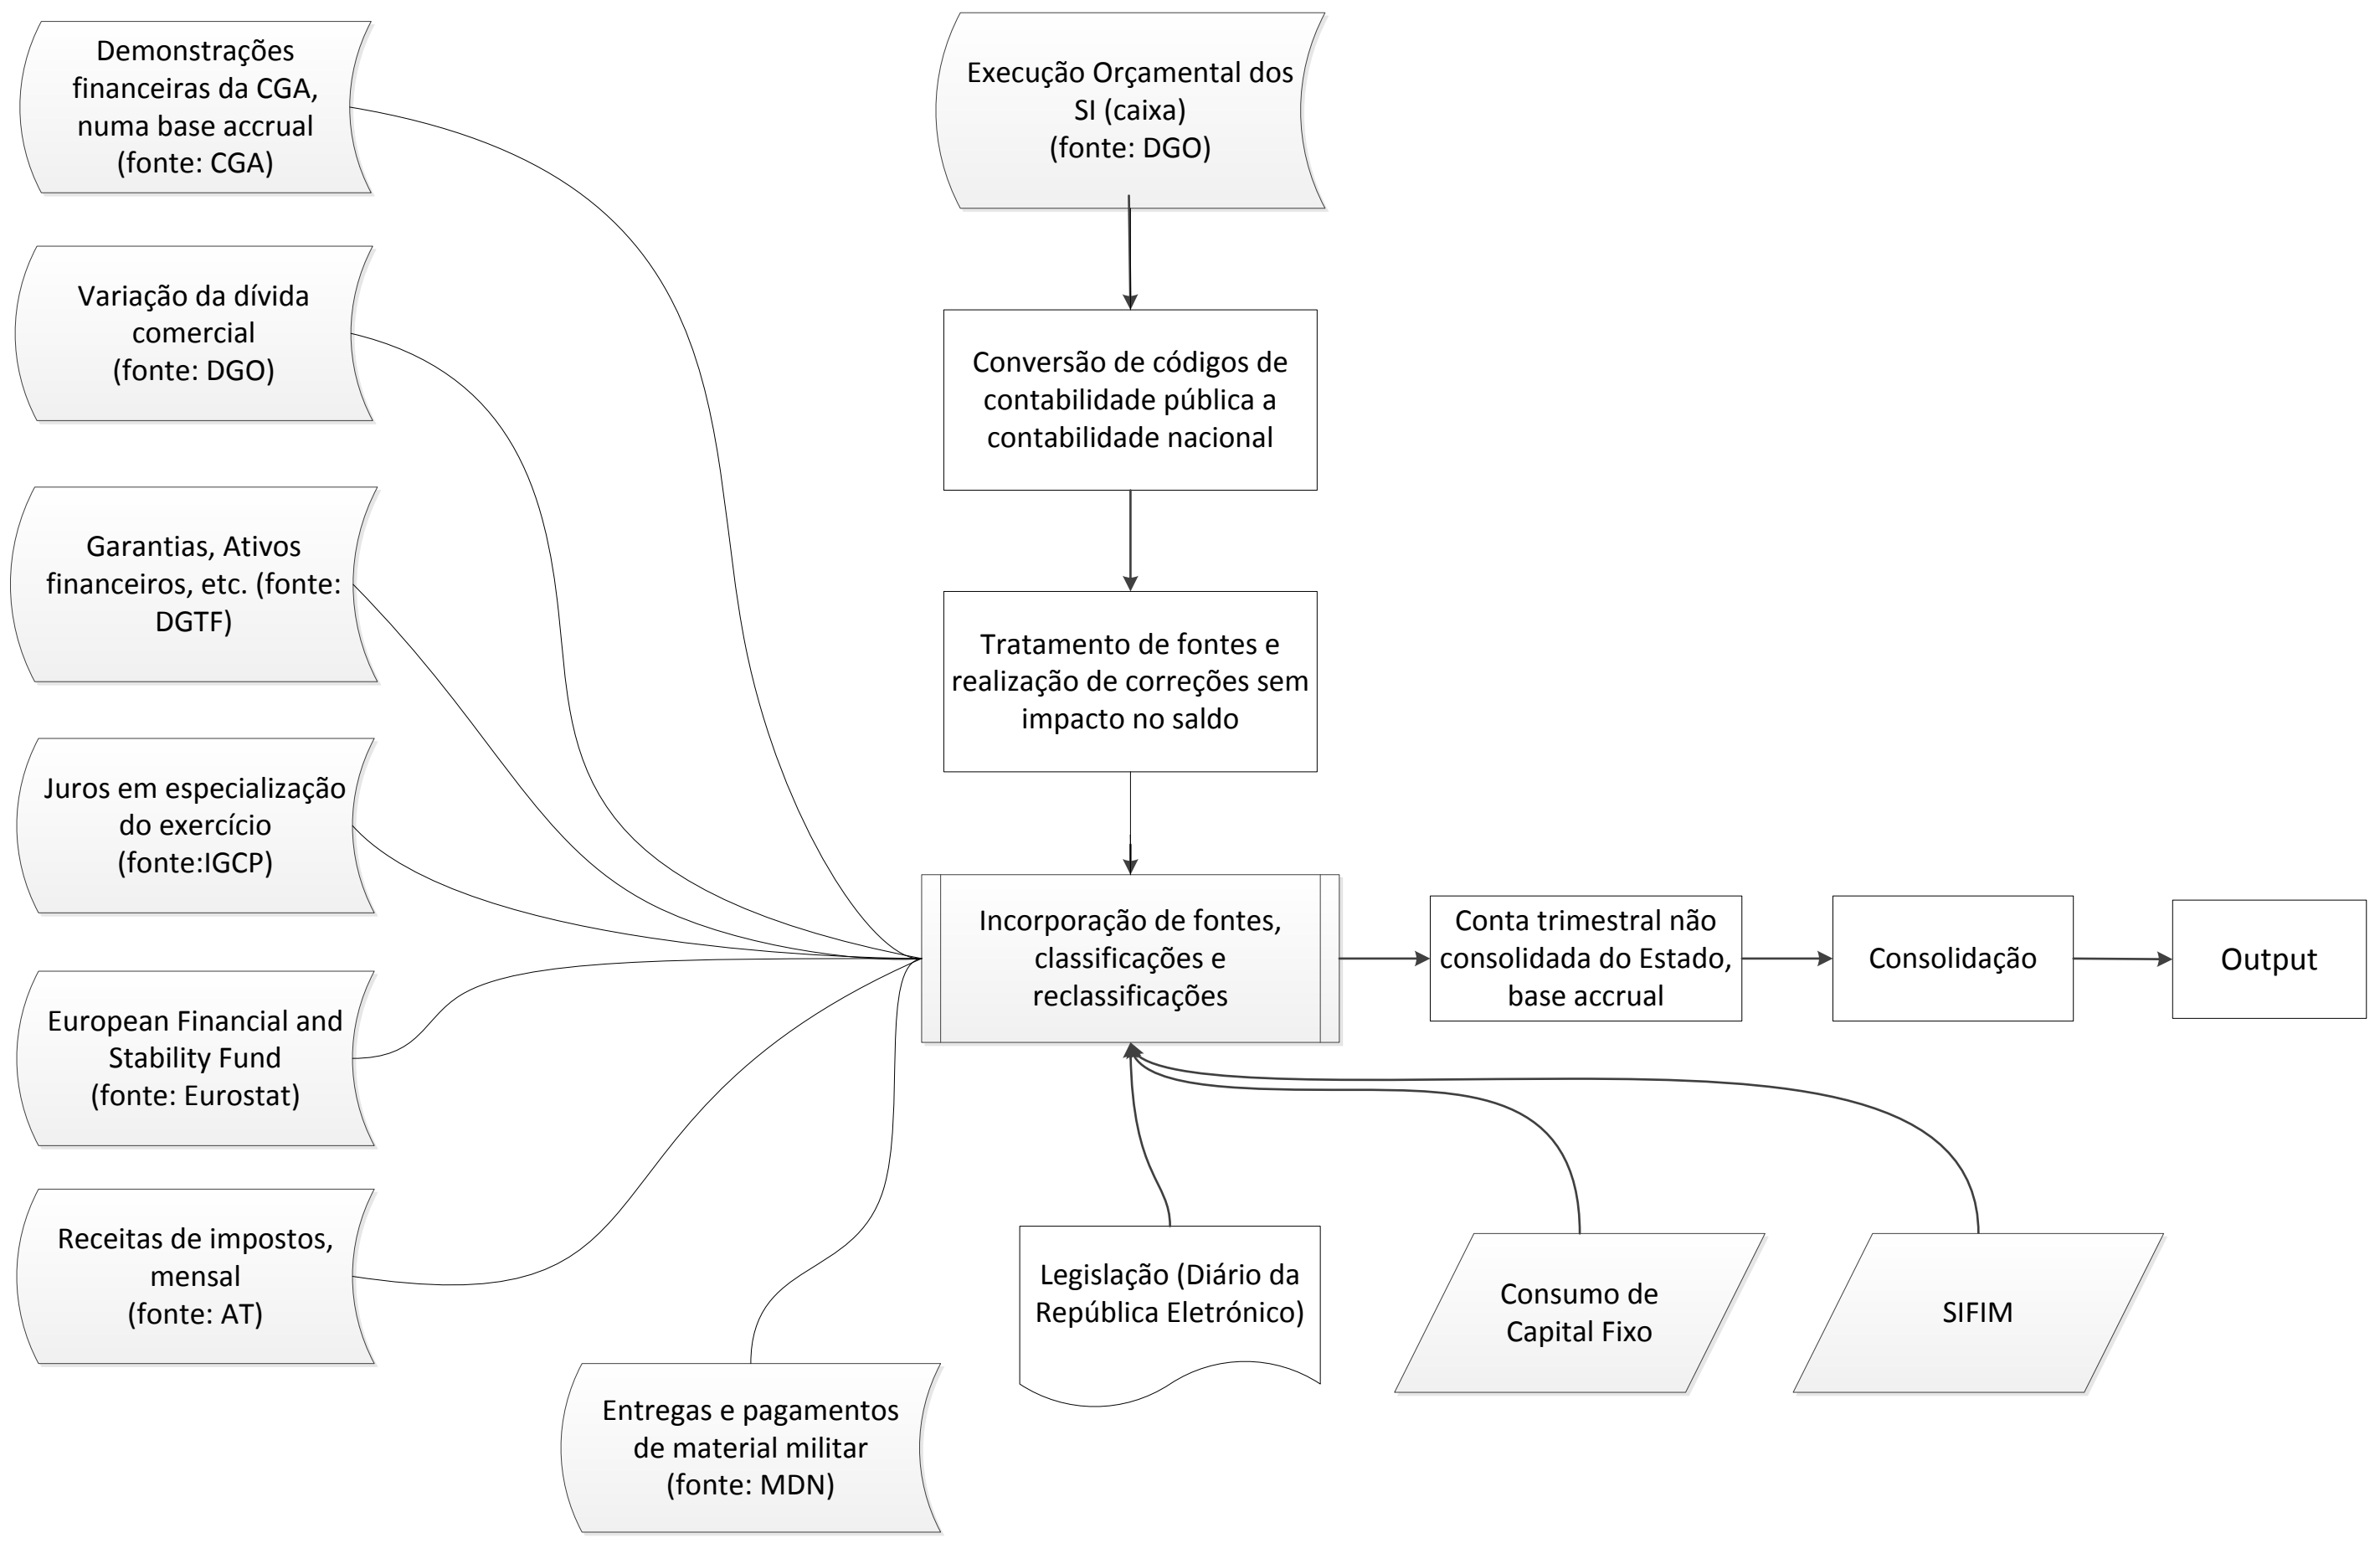 Demonstrações
financeiras da CGA,
numa base accrual
(fonte: CGA)
Execução Orçamental dos
SI (caixa)
(fonte: DGO)
Variação da dívida
comercial
(fonte: DGO)
Conversão de códigos de
contabilidade pública a
contabilidade nacional
Garantias, Ativos
financeiros, etc. (fonte:
DGTF)
Tratamento de fontes e
realização de correções sem
impacto no saldo
Juros em especialização
do exercício
(fonte:IGCP)
Incorporação de fontes,
classificações e
reclassificações
Conta trimestral não
consolidada do Estado,
base accrual
Consolidação
Output
European Financial and
Stability Fund
(fonte: Eurostat)
Receitas de impostos,
mensal
(fonte: AT)
Legislação (Diário da
República Eletrónico)
Consumo de
Capital Fixo
SIFIM
Entregas e pagamentos
de material militar
(fonte: MDN)